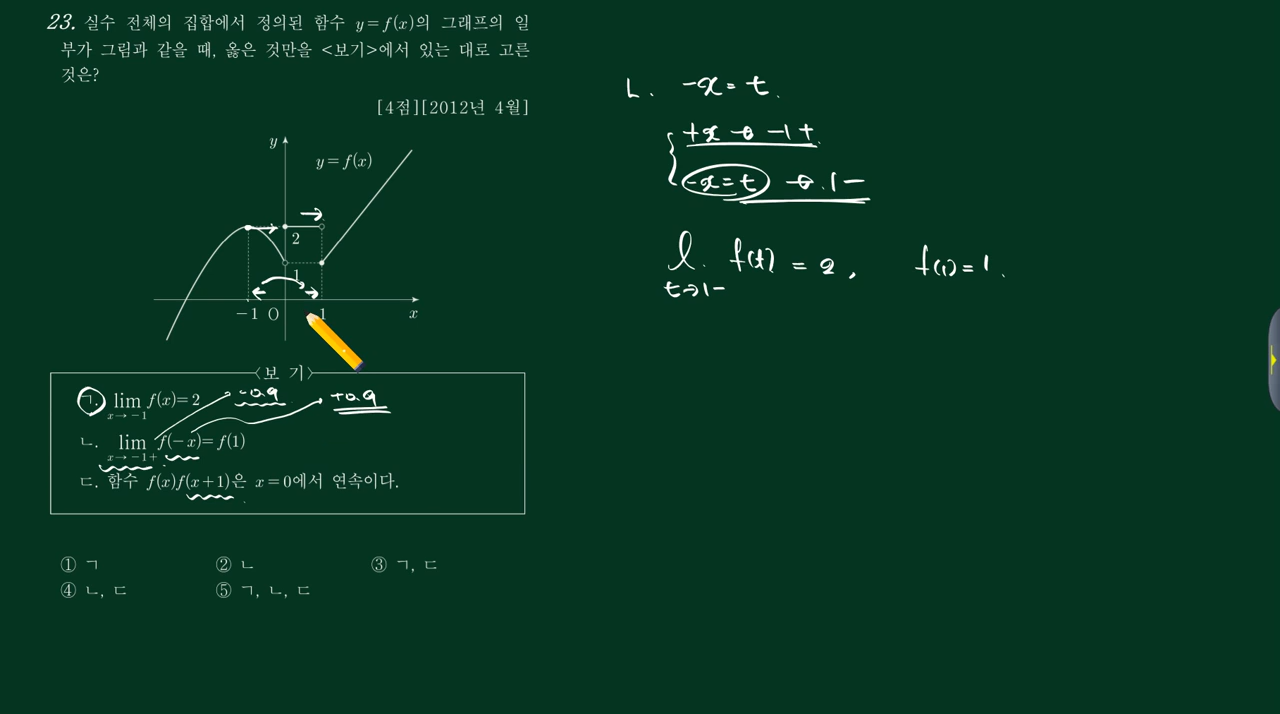 23. 실수 전체의 집합에서 정의된 함수 y=f(x)의 그래프의 일
부가 그림과 같을 때, 옳은 것만을 <보기>에서 있는 대로 고른
것은?
[4점][2012년 4월]
y
y=f(x)
2
1
-1 O 1 x
<보 기>
ㄱ. lim f(x)=2 -0.9 +0.9
x→-1
ㄴ. lim f(-x)=f(1)
x→-1+
ㄷ. 함수 f(x)f(x+1)은 x=0에서 연속이다.
① ㄱ ② ㄴ ③ ㄱ, ㄷ
④ ㄴ, ㄷ ⑤ ㄱ, ㄴ, ㄷ
ㄴ. -x=t.
+x→-1+
-x=t→1-
l. f(t)=2, f(1)=1.
t→1-